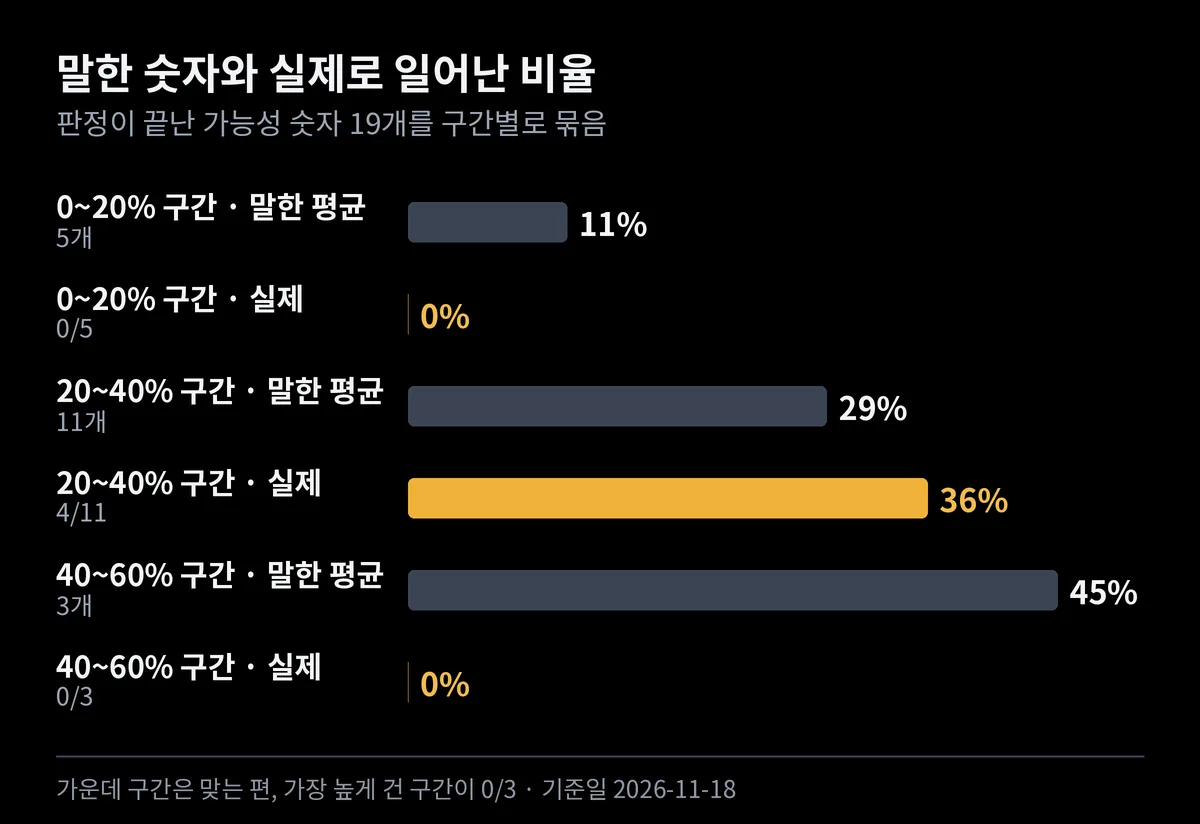 말한 숫자와 실제로 일어난 비율
판정이 끝난 가능성 숫자 19개를 구간별로 묶음
0~20% 구간 · 말한 평균
5개
11%
0~20% 구간 · 실제
0/5
0%
20~40% 구간 · 말한 평균
11개
29%
20~40% 구간 · 실제
4/11
36%
40~60% 구간 · 말한 평균
3개
45%
40~60% 구간 · 실제
0/3
0%
가운데 구간은 맞는 편, 가장 높게 건 구간이 0/3 · 기준일 2026-11-18